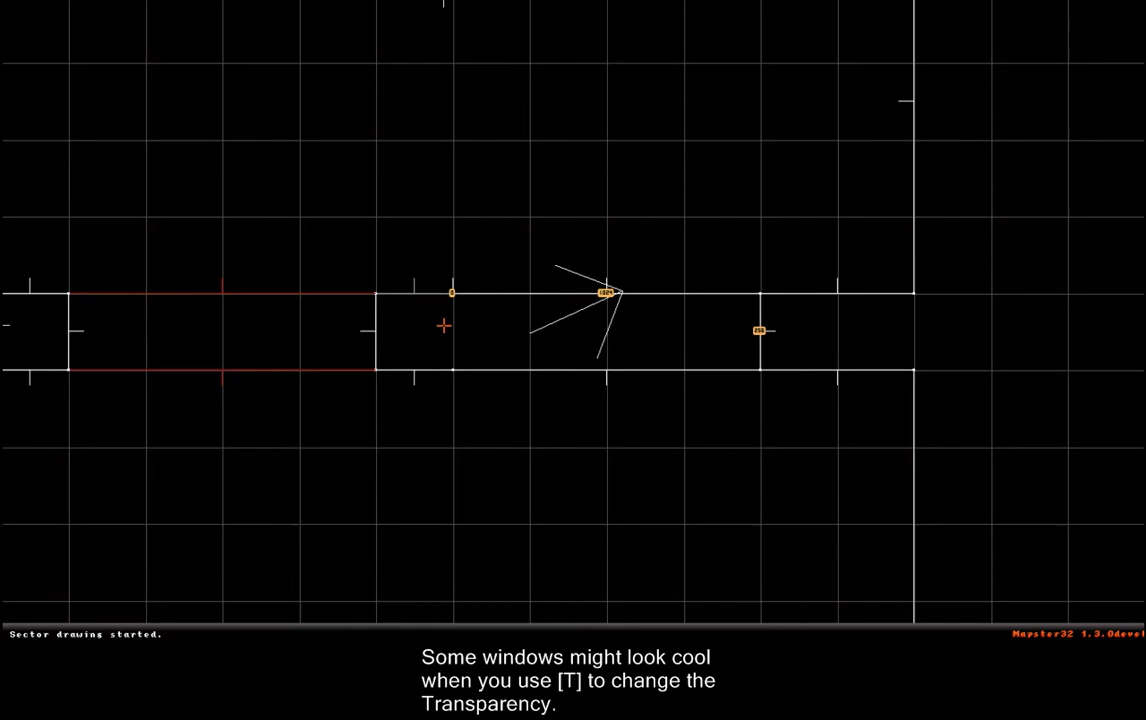 Sector drawing started.
Mapster32 1.3.0devel
Some windows might look cool
when you use [T] to change the
Transparency.